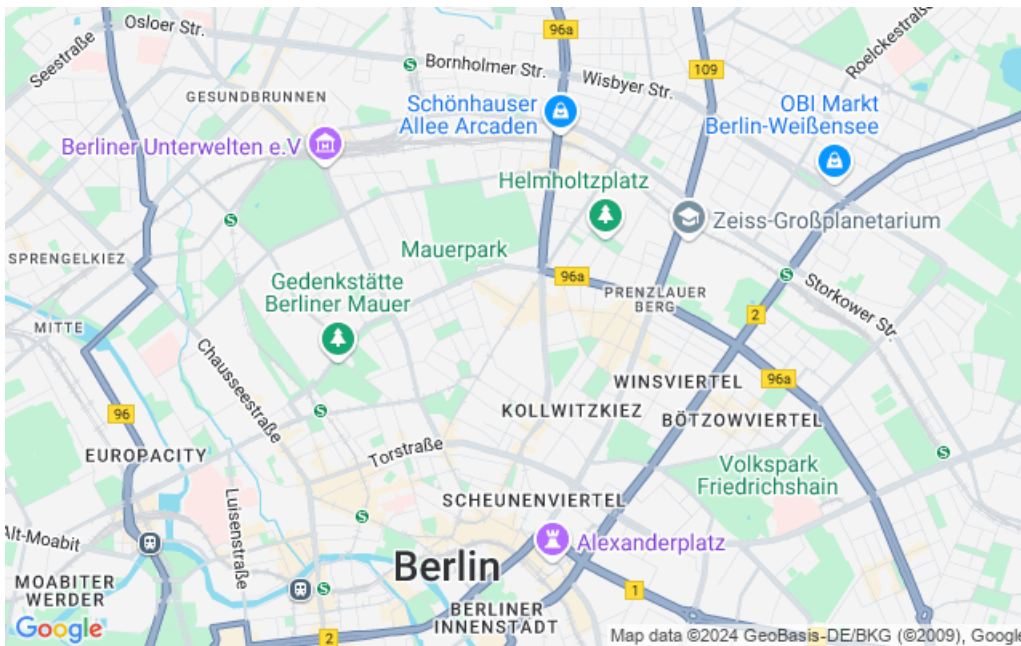 Osloer Str.
96a
Roelckestraße
Seestraße
Bornholmer Str.
Wisbyer Str.
109
GESUNDBRUNNEN
Schönhauser
Allee Arcaden
OBI Markt
Berlin-Weißensee
Berliner Unterwelten e.V
Helmholtzplatz
Zeiss-Großplanetarium
Mauerpark
SPRENGELKIEZ
Gedenkstätte
Berliner Mauer
96a
PRENZLAUER
BERG
Storkower Str.
MITTE
2
Chausseestraße
WINSVIERTEL
96a
96
KOLLWITZKIEZ
BÖTZOWVIERTEL
EUROPACITY
Torstraße
Volkspark
Friedrichshain
Luisenstraße
SCHEUNENVIERTEL
Alt-Moabit
Alexanderplatz
Berlin
MOABITER
WERDER
1
BERLINER
INNENSTADT
2
Google
Map data ©2024 GeoBasis-DE/BKG (©2009), Google
S
S
S
S
S
S
S